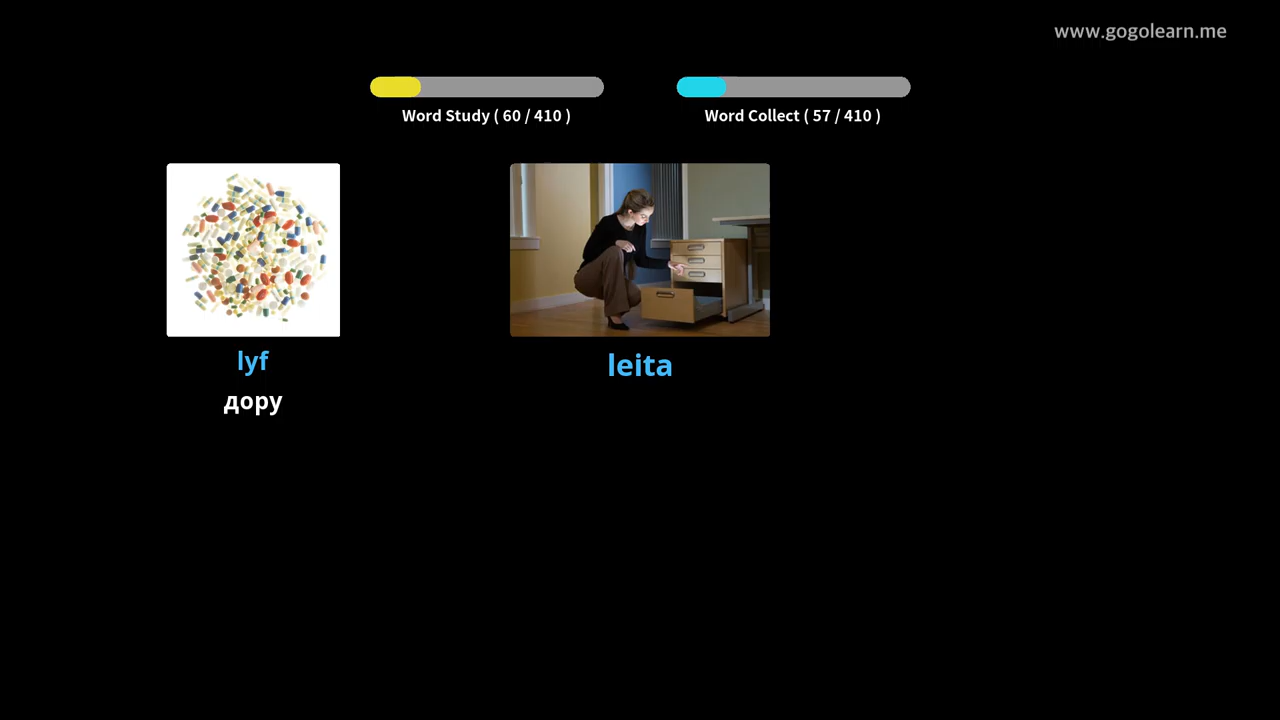 www.gogolearn.me
Word Study ( 60 / 410 )
Word Collect ( 57 / 410 )
lyf
дору
leita